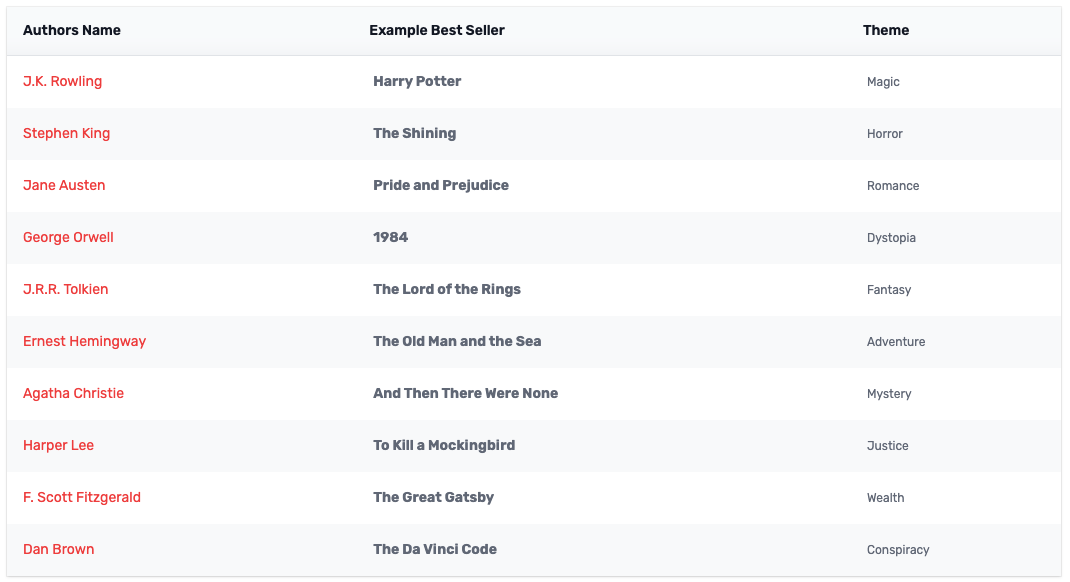 Authors Name Example Best Seller Theme
J.K. Rowling Harry Potter Magic
Stephen King The Shining Horror
Jane Austen Pride and Prejudice Romance
George Orwell 1984 Dystopia
J.R.R. Tolkien The Lord of the Rings Fantasy
Ernest Hemingway The Old Man and the Sea Adventure
Agatha Christie And Then There Were None Mystery
Harper Lee To Kill a Mockingbird Justice
F. Scott Fitzgerald The Great Gatsby Wealth
Dan Brown The Da Vinci Code Conspiracy